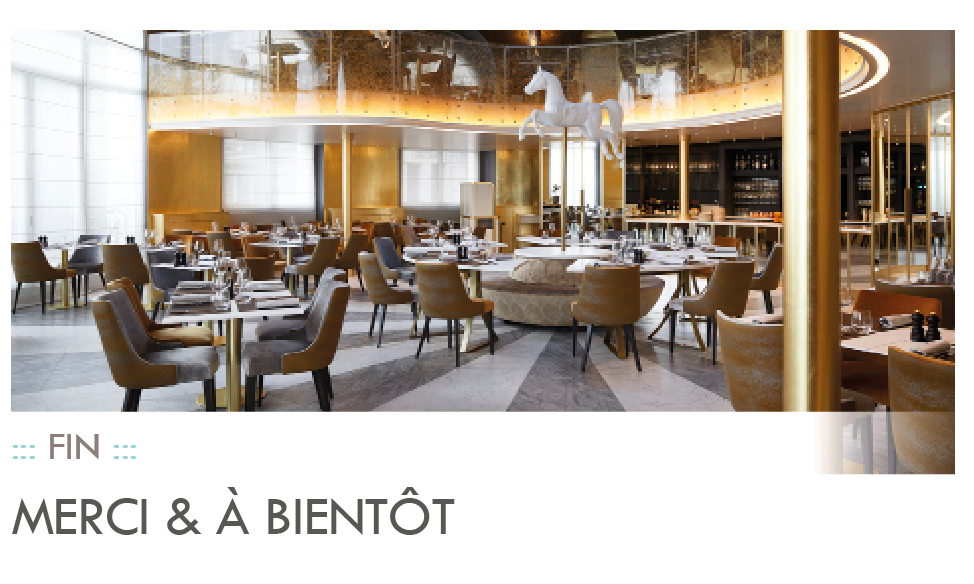 ::: FIN :::
MERCI & À BIENTÔT